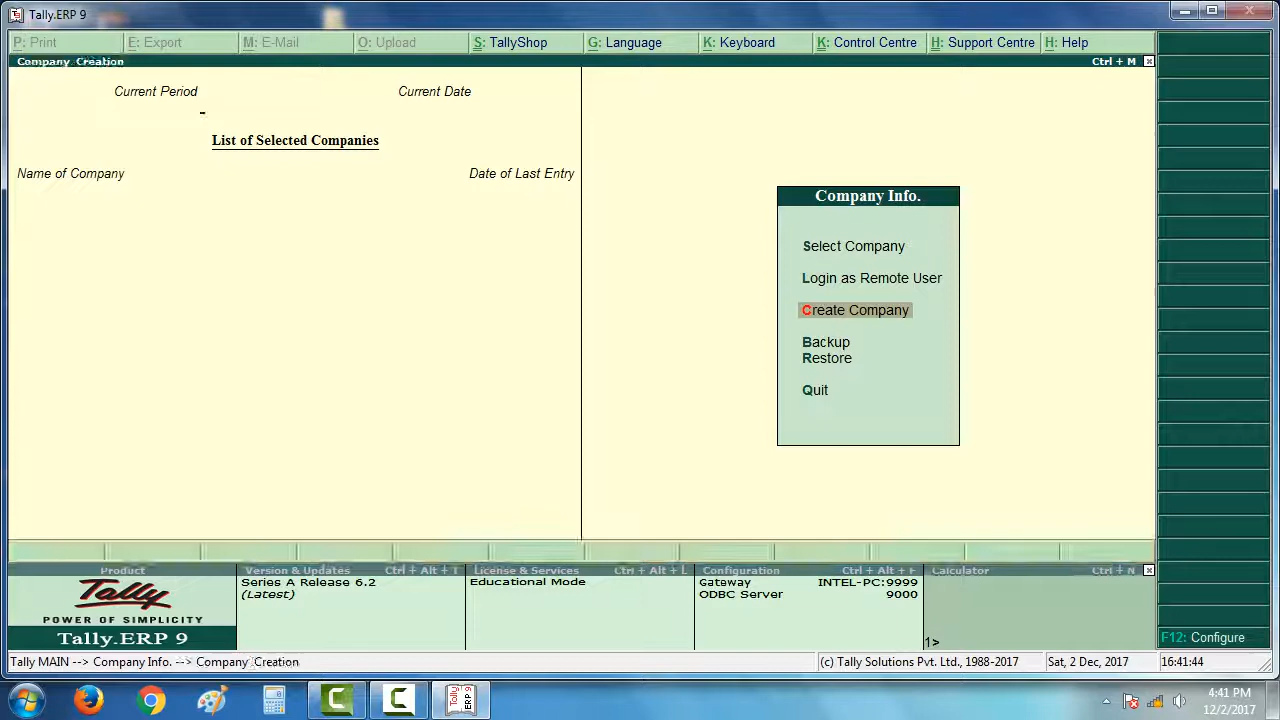 Tally.ERP 9
P: Print E: Export M: E-Mail O: Upload S: TallyShop G: Language K: Keyboard K: Control Centre H: Support Centre H: Help
Company Creation Ctrl + M
Current Period Current Date
-
List of Selected Companies
Name of Company Date of Last Entry
Company Info.
Select Company
Login as Remote User
Create Company
Backup
Restore
Quit
Product Version & Updates Ctrl + Alt + T License & Services Ctrl + Alt + L Configuration Ctrl + Alt + F Calculator Ctrl + N
Tally
POWER OF SIMPLICITY
Tally.ERP 9
Series A Release 6.2
(Latest)
Educational Mode
Gateway INTEL-PC:9999
ODBC Server 9000
1>
F12: Configure
Tally MAIN --> Company Info. --> Company Creation (c) Tally Solutions Pvt. Ltd., 1988-2017 Sat, 2 Dec, 2017 16:41:44
4:41 PM
12/2/2017